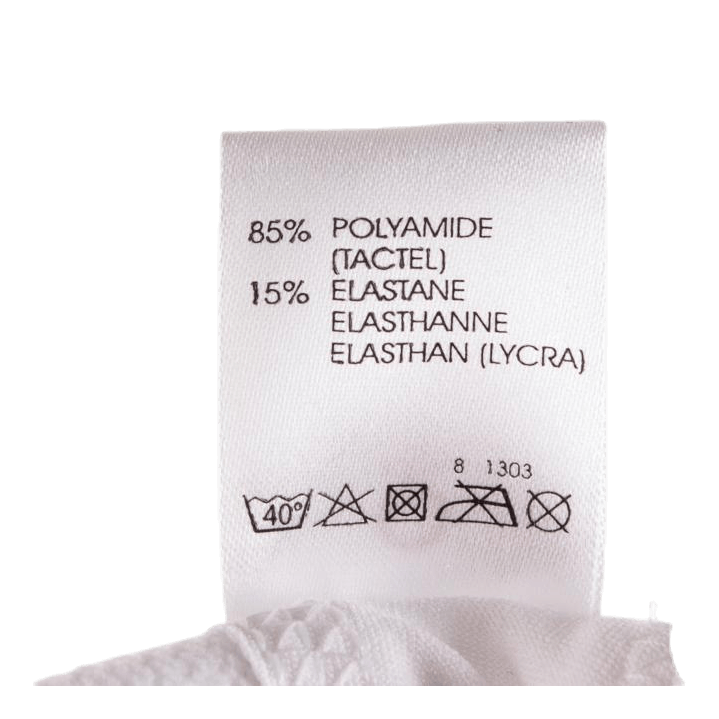 85% POLYAMIDE
(TACTEL)
15% ELASTANE
ELASTHANNE
ELASTHAN (LYCRA)
8 1303
40°